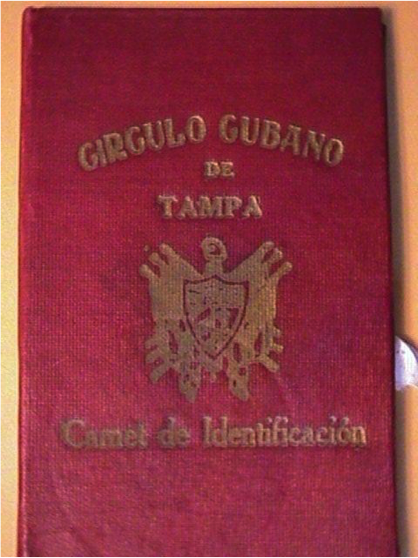 CIRCULO CUBANO
DE
TAMPA
Carnet de Identificación